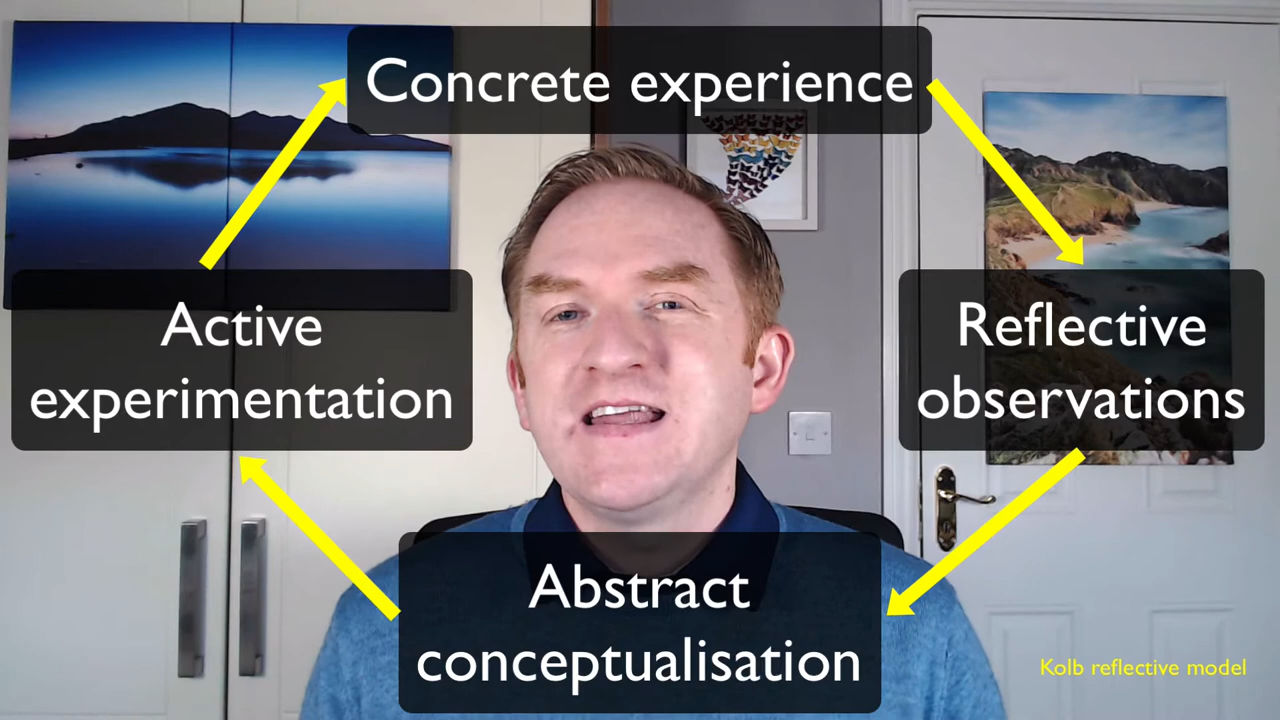 Concrete experience
Active
experimentation
Reflective
observations
Abstract
conceptualisation
Kolb reflective model